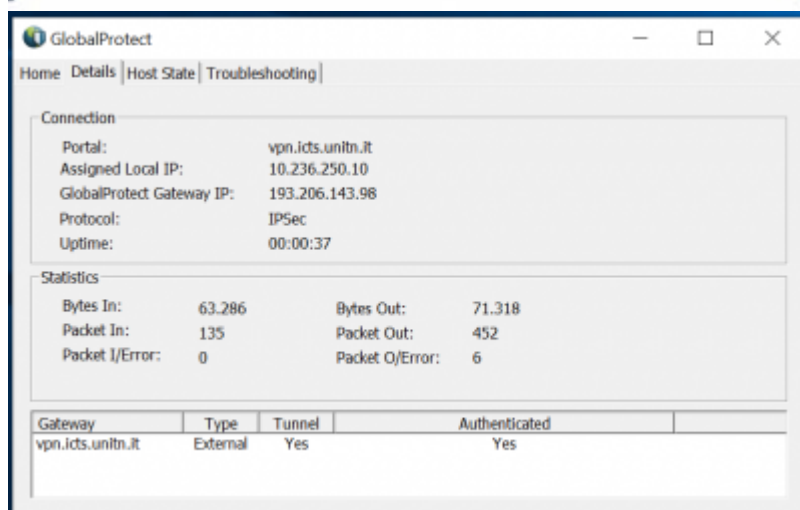 GlobalProtect
Home Details Host State Troubleshooting
Connection
Portal: vpn.icts.unitn.it
Assigned Local IP: 10.236.250.10
GlobalProtect Gateway IP: 193.206.143.98
Protocol: IPSec
Uptime: 00:00:37
Statistics
Bytes In: 63.286 Bytes Out: 71.318
Packet In: 135 Packet Out: 452
Packet I/Error: 0 Packet O/Error: 6
Gateway Type Tunnel Authenticated
vpn.icts.unitn.it External Yes Yes